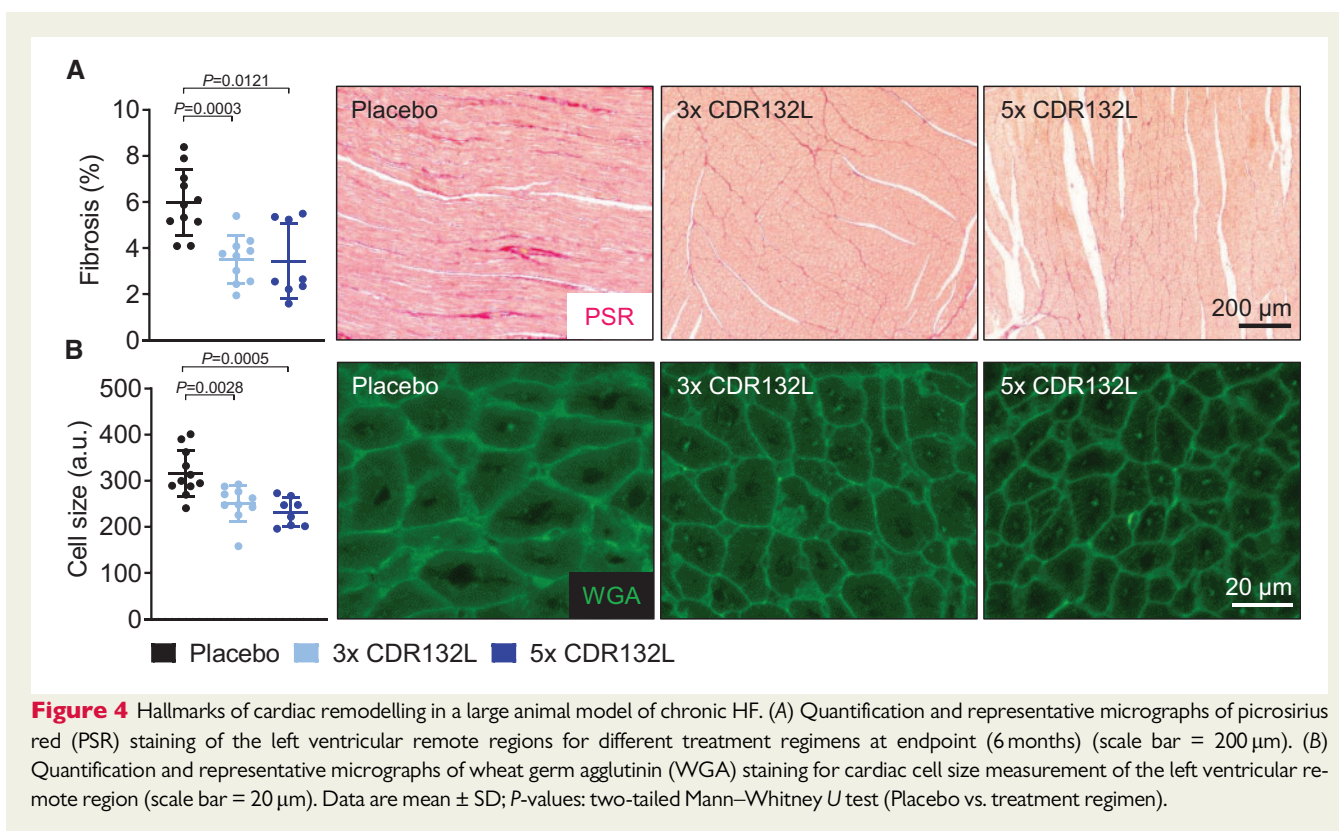 A
P=0.0121
P=0.0003
10
8
6
4
2
0
Fibrosis (%)
Placebo
PSR
3x CDR132L
5x CDR132L
200 µm
B
P=0.0005
P=0.0028
500
400
300
200
100
0
Cell size (a.u.)
Placebo
WGA
3x CDR132L
5x CDR132L
20 µm
Placebo 3x CDR132L 5x CDR132L
Figure 4 Hallmarks of cardiac remodelling in a large animal model of chronic HF. (A) Quantification and representative micrographs of picrosirius
red (PSR) staining of the left ventricular remote regions for different treatment regimens at endpoint (6 months) (scale bar = 200 µm). (B)
Quantification and representative micrographs of wheat germ agglutinin (WGA) staining for cardiac cell size measurement of the left ventricular re-
mote region (scale bar = 20 µm). Data are mean ± SD; P-values: two-tailed Mann–Whitney U test (Placebo vs. treatment regimen).